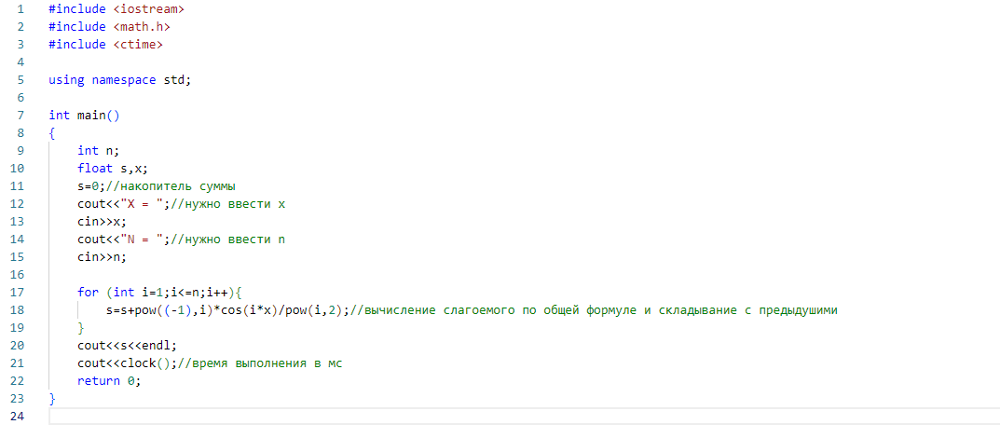 1 #include <iostream>
2 #include <math.h>
3 #include <ctime>
4
5 using namespace std;
6
7 int main()
8 {
9 int n;
10 float s,x;
11 s=0;//накопитель суммы
12 cout<<"X = ";//нужно ввести x
13 cin>>x;
14 cout<<"N = ";//нужно ввести n
15 cin>>n;
16
17 for (int i=1;i<=n;i++){
18 s=s+pow((-1),i)*cos(i*x)/pow(i,2);//вычисление слагоемого по общей формуле и складывание с предыдушими
19 }
20 cout<<s<<endl;
21 cout<<clock();//время выполнения в мс
22 return 0;
23 }
24